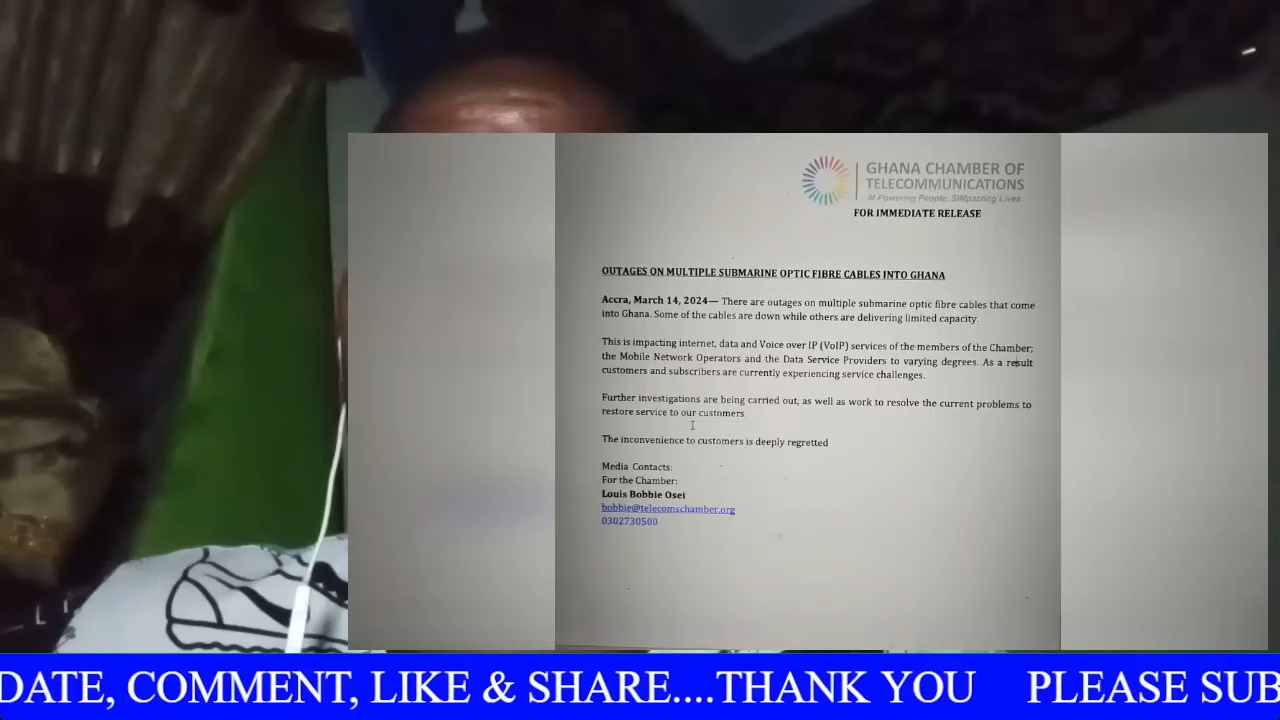 GHANA CHAMBER OF
TELECOMMUNICATIONS
M-Powering People. SIMpacting Lives
FOR IMMEDIATE RELEASE
OUTAGES ON MULTIPLE SUBMARINE OPTIC FIBRE CABLES INTO GHANA
Accra, March 14, 2024— There are outages on multiple submarine optic fibre cables that come
into Ghana. Some of the cables are down while others are delivering limited capacity.
This is impacting internet, data and Voice over IP (VoIP) services of the members of the Chamber;
the Mobile Network Operators and the Data Service Providers to varying degrees. As a result
customers and subscribers are currently experiencing service challenges.
Further investigations are being carried out, as well as work to resolve the current problems to
restore service to our customers.
The inconvenience to customers is deeply regretted
Media Contacts:
For the Chamber:
Louis Bobbie Osei
bobbie@telecomschamber.org
0302730500
DATE, COMMENT, LIKE & SHARE....THANK YOU PLEASE SUB